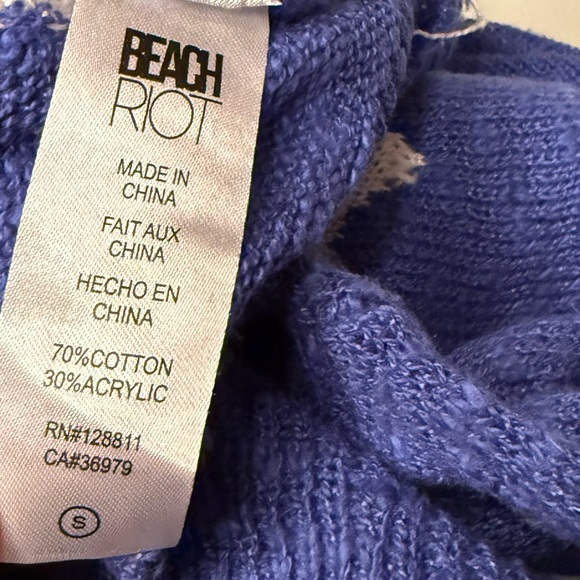 BEACH
RIOT
MADE IN
CHINA
FAIT AUX
CHINA
HECHO EN
CHINA
70%COTTON
30%ACRYLIC
RN#128811
CA#36979
S